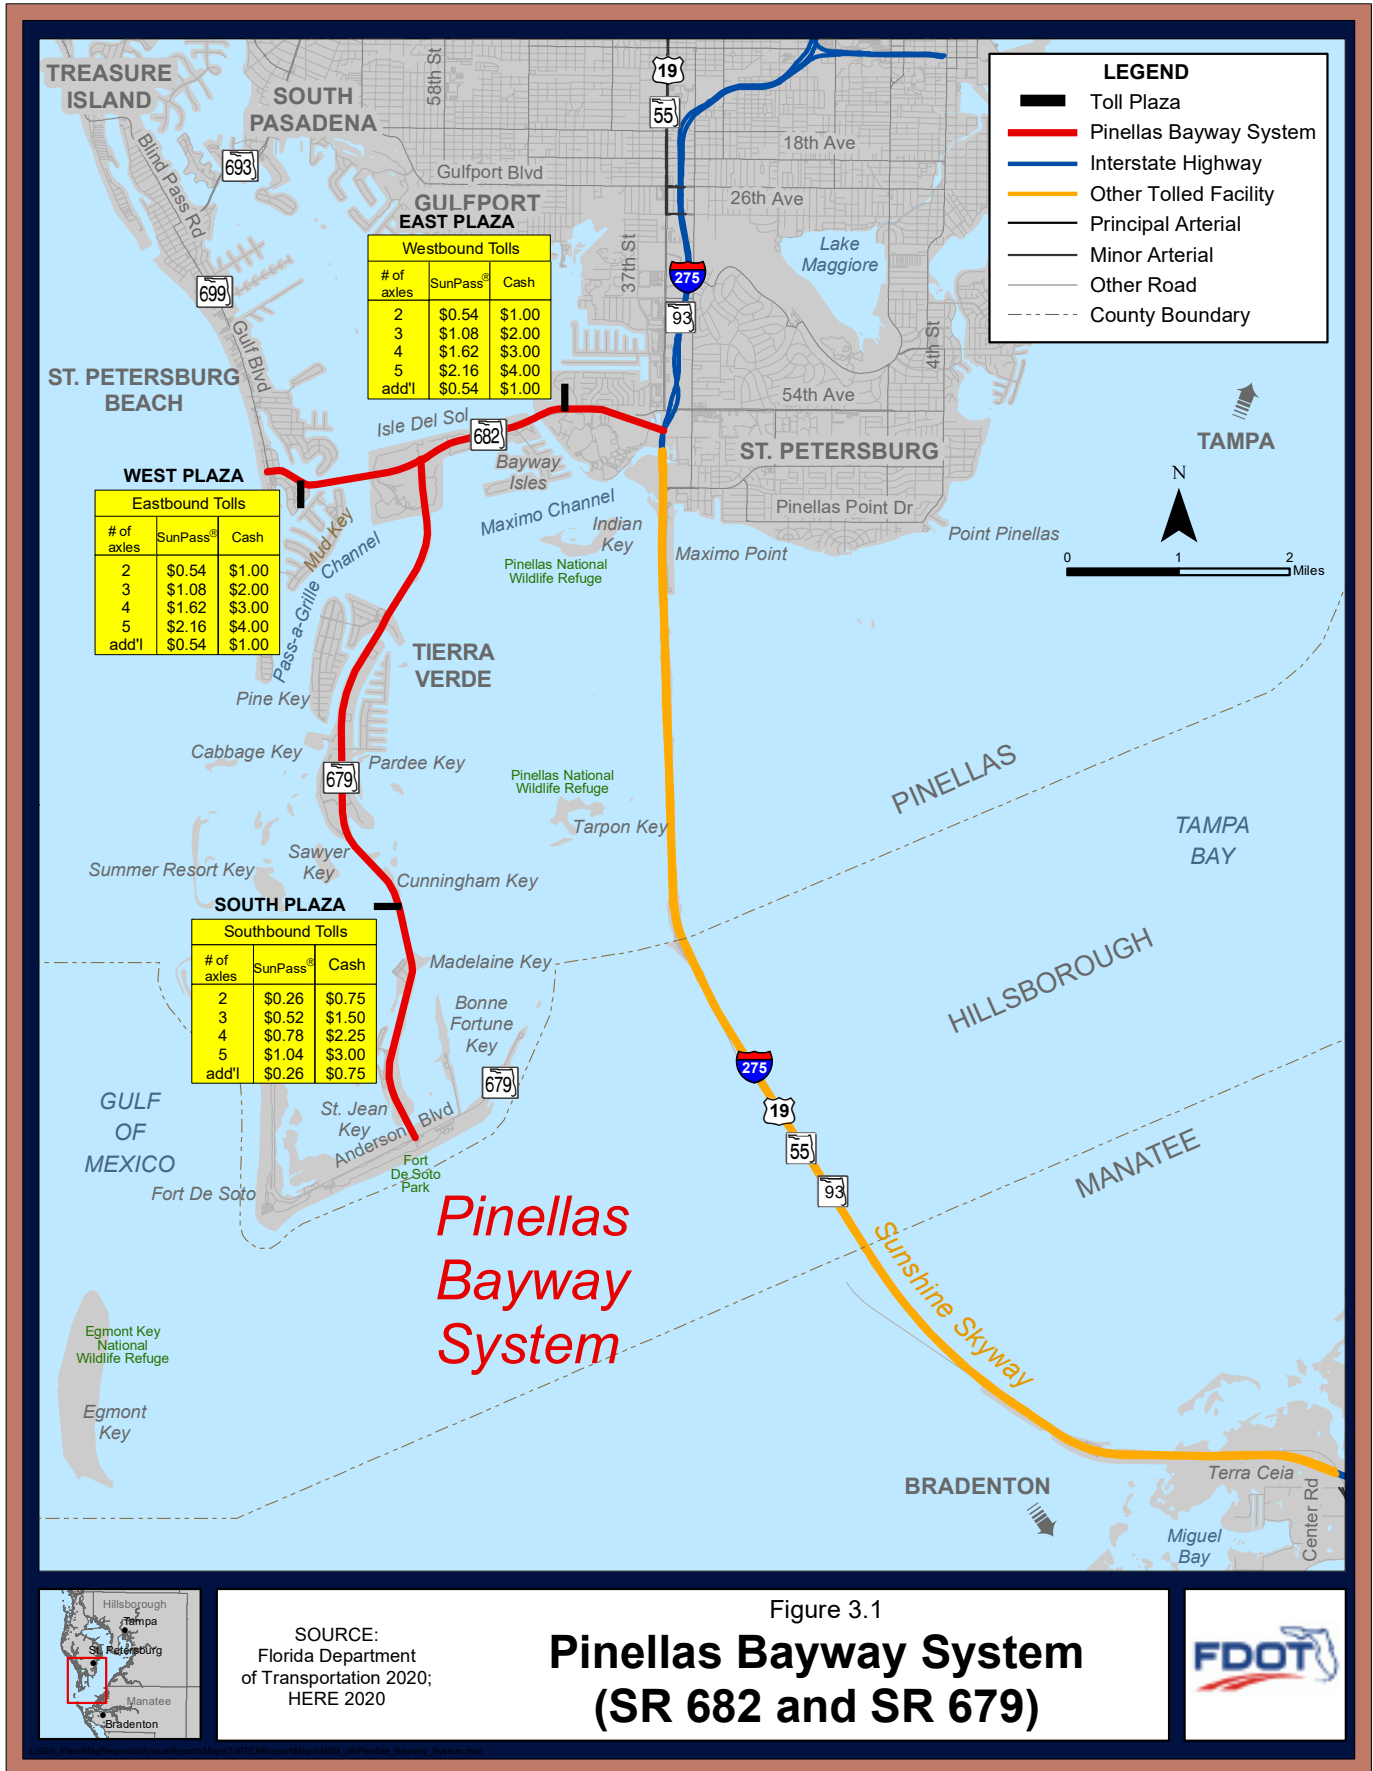 TREASURE
ISLAND
SOUTH
PASADENA
58th St
19
55
693
Blind Pass Rd
Gulfport Blvd
18th Ave
26th Ave
GULFPORT
37th St
Lake
Maggiore
275
93
4th St
699
Gulf Blvd
ST. PETERSBURG
BEACH
54th Ave
LEGEND
Toll Plaza
Pinellas Bayway System
Interstate Highway
Other Tolled Facility
Principal Arterial
Minor Arterial
Other Road
County Boundary
EAST PLAZA
Westbound Tolls
# of axles SunPass® Cash
2 $0.54 $1.00
3 $1.08 $2.00
4 $1.62 $3.00
5 $2.16 $4.00
add'l $0.54 $1.00
Isle Del Sol
682
Bayway
Isles
ST. PETERSBURG
TAMPA
N
0 1 2
Miles
WEST PLAZA
Eastbound Tolls
# of axles SunPass® Cash
2 $0.54 $1.00
3 $1.08 $2.00
4 $1.62 $3.00
5 $2.16 $4.00
add'l $0.54 $1.00
Mud Key
Pass-a-Grille Channel
Maximo Channel
Indian
Key
Pinellas Point Dr
Point Pinellas
Maximo Point
Pinellas National
Wildlife Refuge
TIERRA
VERDE
Pine Key
Cabbage Key
Pardee Key
679
Pinellas National
Wildlife Refuge
Tarpon Key
PINELLAS
TAMPA
BAY
Summer Resort Key
Sawyer
Key
Cunningham Key
SOUTH PLAZA
Southbound Tolls
# of axles SunPass® Cash
2 $0.26 $0.75
3 $0.52 $1.50
4 $0.78 $2.25
5 $1.04 $3.00
add'l $0.26 $0.75
Madelaine Key
Bonne
Fortune
Key
679
HILLSBOROUGH
275
19
55
93
MANATEE
GULF
OF
MEXICO
St. Jean
Key
Anderson Blvd
Fort
De Soto
Park
Fort De Soto
Pinellas
Bayway
System
Sunshine Skyway
Egmont Key
National
Wildlife Refuge
Egmont
Key
BRADENTON
Terra Ceia
Center Rd
Miguel
Bay
Hillsborough
Tampa
St. Petersburg
Manatee
Bradenton
SOURCE:
Florida Department
of Transportation 2020;
HERE 2020
Figure 3.1
Pinellas Bayway System
(SR 682 and SR 679)
FDOT